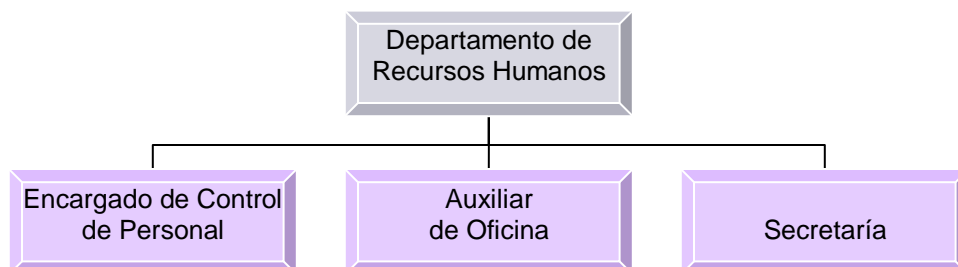 Departamento de
Recursos Humanos
Encargado de Control
de Personal
Auxiliar
de Oficina
Secretaría